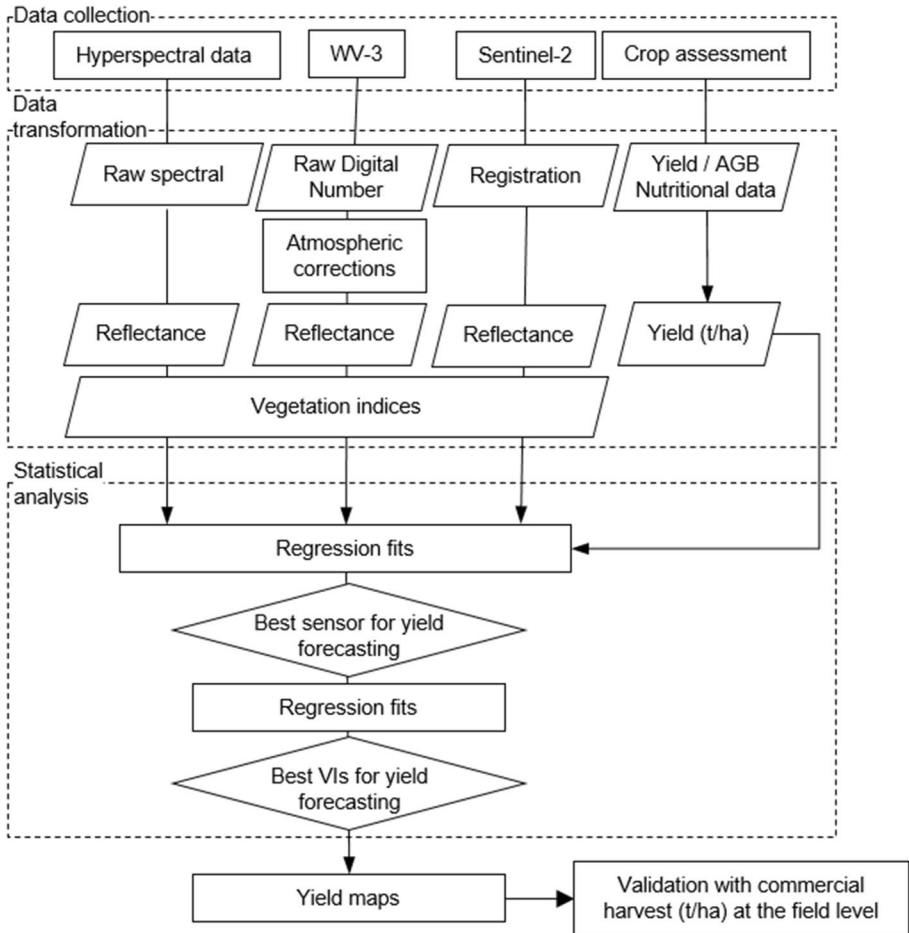 Data collection
Hyperspectral data
WV-3
Sentinel-2
Crop assessment
Data
transformation
Raw spectral
Raw Digital
Number
Registration
Yield / AGB
Nutritional data
Atmospheric
corrections
Reflectance
Reflectance
Reflectance
Yield (t/ha)
Vegetation indices
Statistical
analysis
Regression fits
Best sensor for yield
forecasting
Regression fits
Best VIs for yield
forecasting
Yield maps
Validation with commercial
harvest (t/ha) at the field level